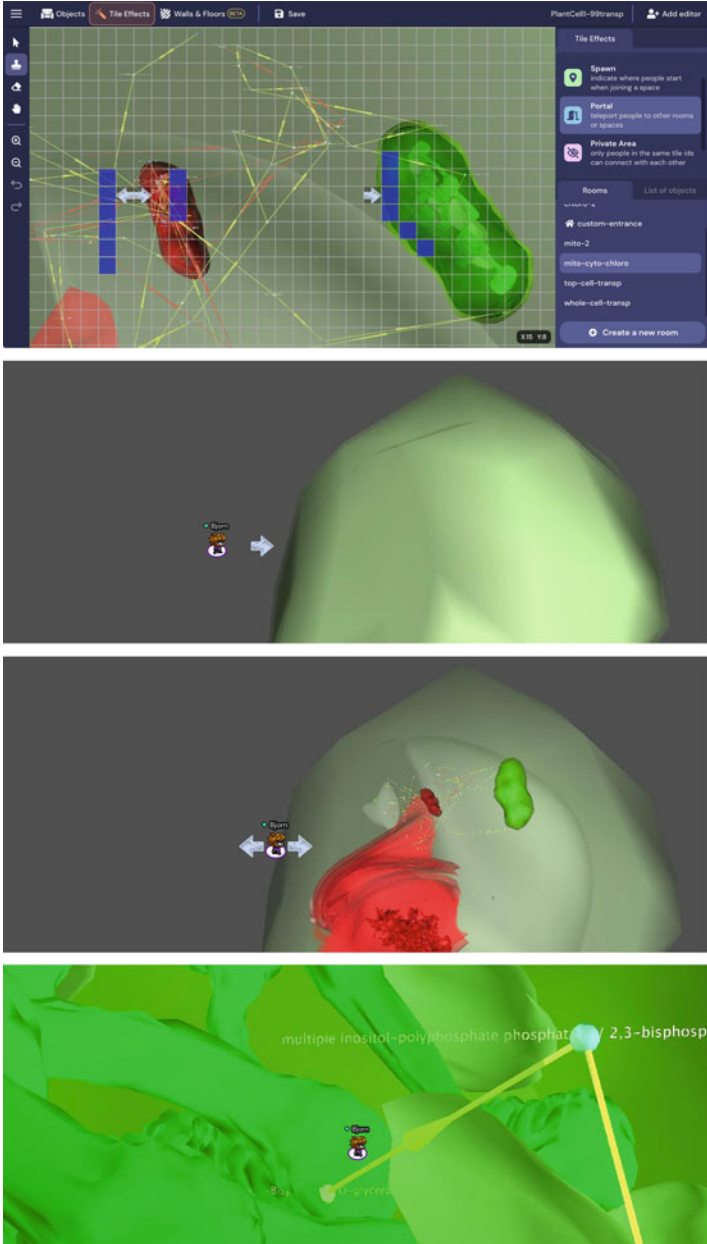 Objects
Tile Effects
Walls & Floors BETA
Save
PlantCell1-99transp
Add editor
Tile Effects
Spawn
indicate where people start
when joining a space
Portal
teleport people to other rooms
or spaces
Private Area
only people in the same tile ids
can connect with each other
Rooms
List of objects
chloro-2
custom-entrance
mito-2
mito-cyto-chloro
top-cell-transp
whole-cell-transp
Create a new room
X:15 Y:8
Bjorn
Bjorn
multiple inositol-polyphosphate phosphat / 2,3-bisphosp
Bjorn
D-glycera